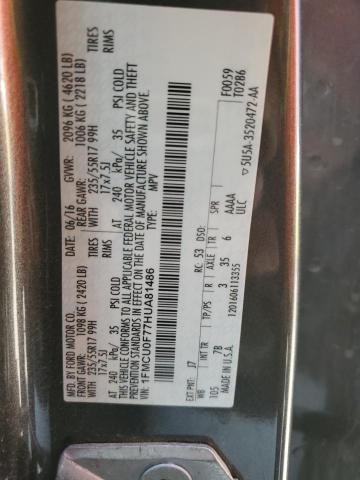 MFD. BY FORD MOTOR CO.
DATE: 06/16 GVWR: 2096 KG ( 4620 LB)
FRONT GAWR: 1098 KG ( 2420 LB) REAR GAWR: 1006 KG ( 2218 LB)
235/55R17 99H TIRES WITH 235/55R17 99H TIRES
17x7.5J RIMS 17x7.5J RIMS
AT 240 kPa/ 35 PSI COLD AT 240 kPa/ 35 PSI COLD
THIS VEHICLE CONFORMS TO ALL APPLICABLE FEDERAL MOTOR VEHICLE SAFETY AND THEFT
PREVENTION STANDARDS IN EFFECT ON THE DATE OF MANUFACTURE SHOWN ABOVE.
VIN: 1FMCU0F77HUA81486
TYPE: MPV
F0059
T0286
EXT PNT: J7 RC: 53 DSO:
WB INT TR TP/PS R AXLE TR SPR
105 7B 3 35 6 AAAA
MADE IN U.S.A. ULC
1201606113355
5U5A-3520472-AA